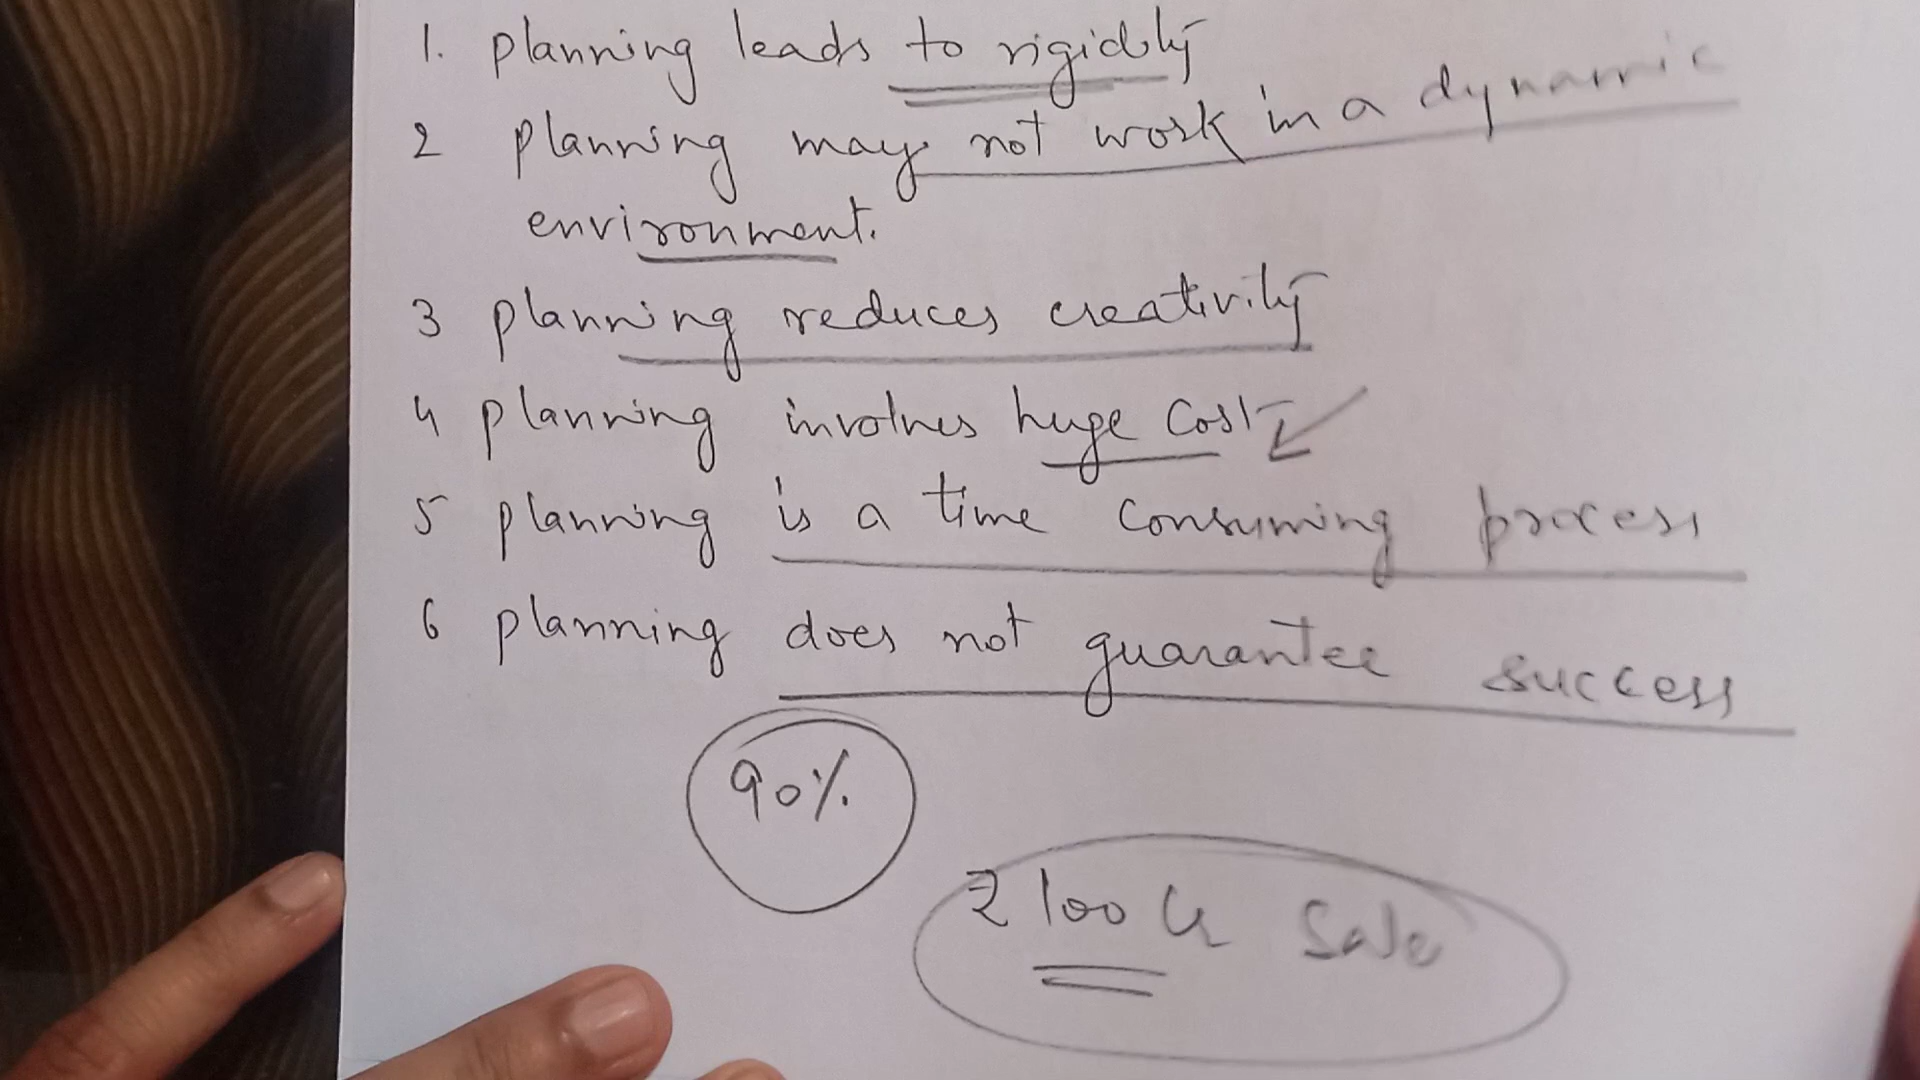 1. planning leads to rigidity
2 planning may not work in a dynamic
environment.
3 planning reduces creativity
4 planning involves huge cost
5 planning is a time consuming process
6 planning does not guarantee success
90%
₹ 100 Cr Sale